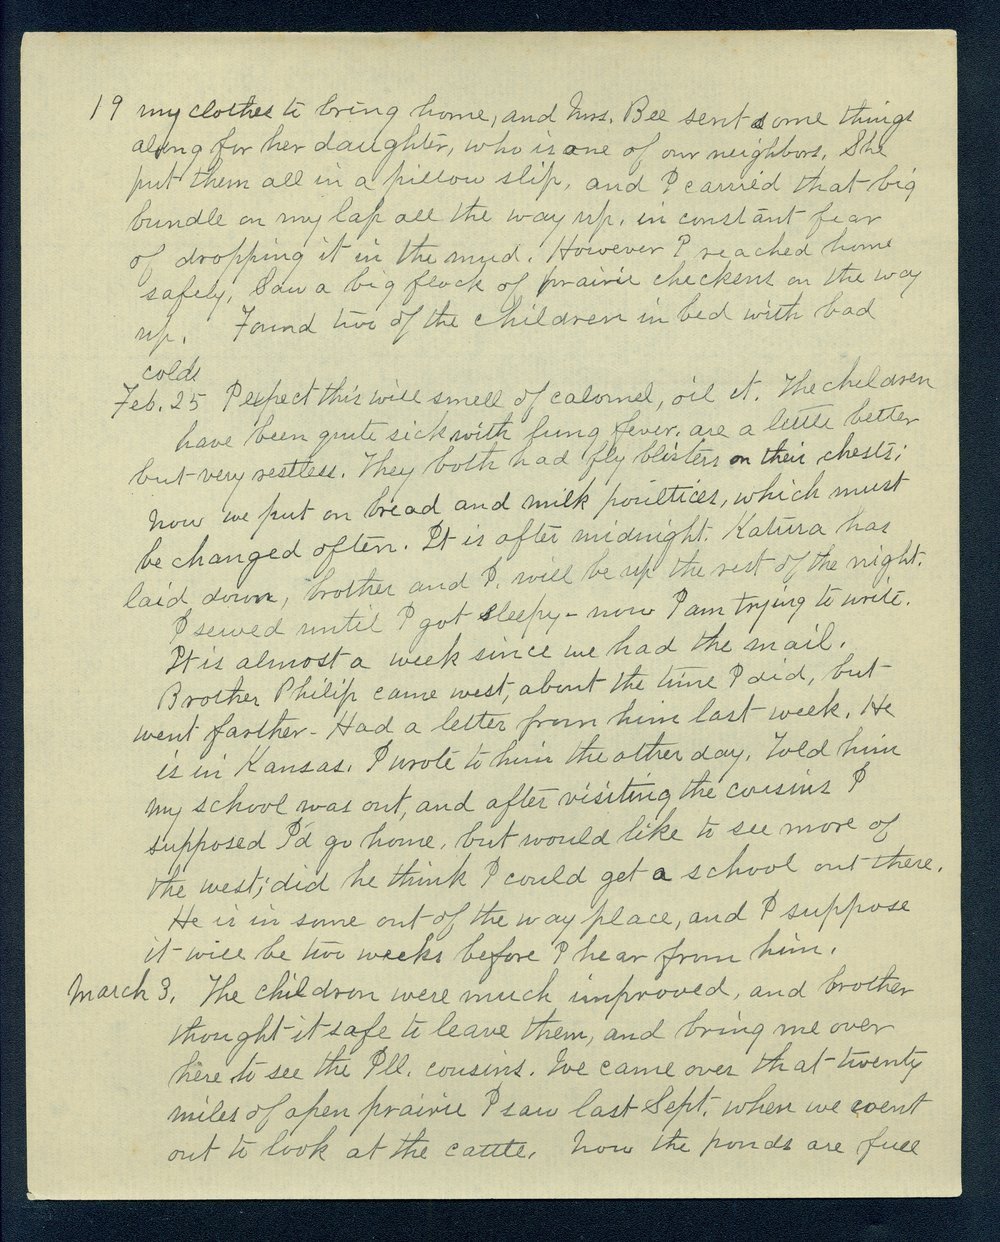 19 my clothes to bring home, and Mrs. Bee sent some things
along for her daughter, who is one of our neighbors. She
put them all in a pillow slip, and I carried that big
bundle on my lap all the way up, in constant fear
of dropping it in the mud. However I reached home
safely. Saw a big flock of prairie checkens on the way
up. Found two of the children in bed with bad
colds
Feb. 25 I expect this will smell of calomel, oil et. The children
have been quite sick with lung fever, are a little better
but very restless. They both had fly blisters on their chests;
now we put on bread and milk poultices, which must
be changed often. It is after midnight. Katura has
laid down, brother and I. will be up the rest of the night.
I sewed until I got sleepy - now I am trying to write.
It is almost a week since we had the mail.
Brother Philip came west, about the time I did, but
went farther - Had a letter from him last week. He
is in Kansas. I wrote to him the other day. Told him
my school was out, and after visiting the cousins I
supposed I'd go home, but would like to see more of
the west; did he think I could get a school out there.
He is in some out of the way place, and I suppose
it will be two weeks before I hear from him.
March 3. The children were much improved, and brother
thought it safe to leave them, and bring me over
here to see the Ill. cousins. We came over that twenty
miles of open prairie I saw last Sept. when we went
out to look at the cattle. Now the ponds are full